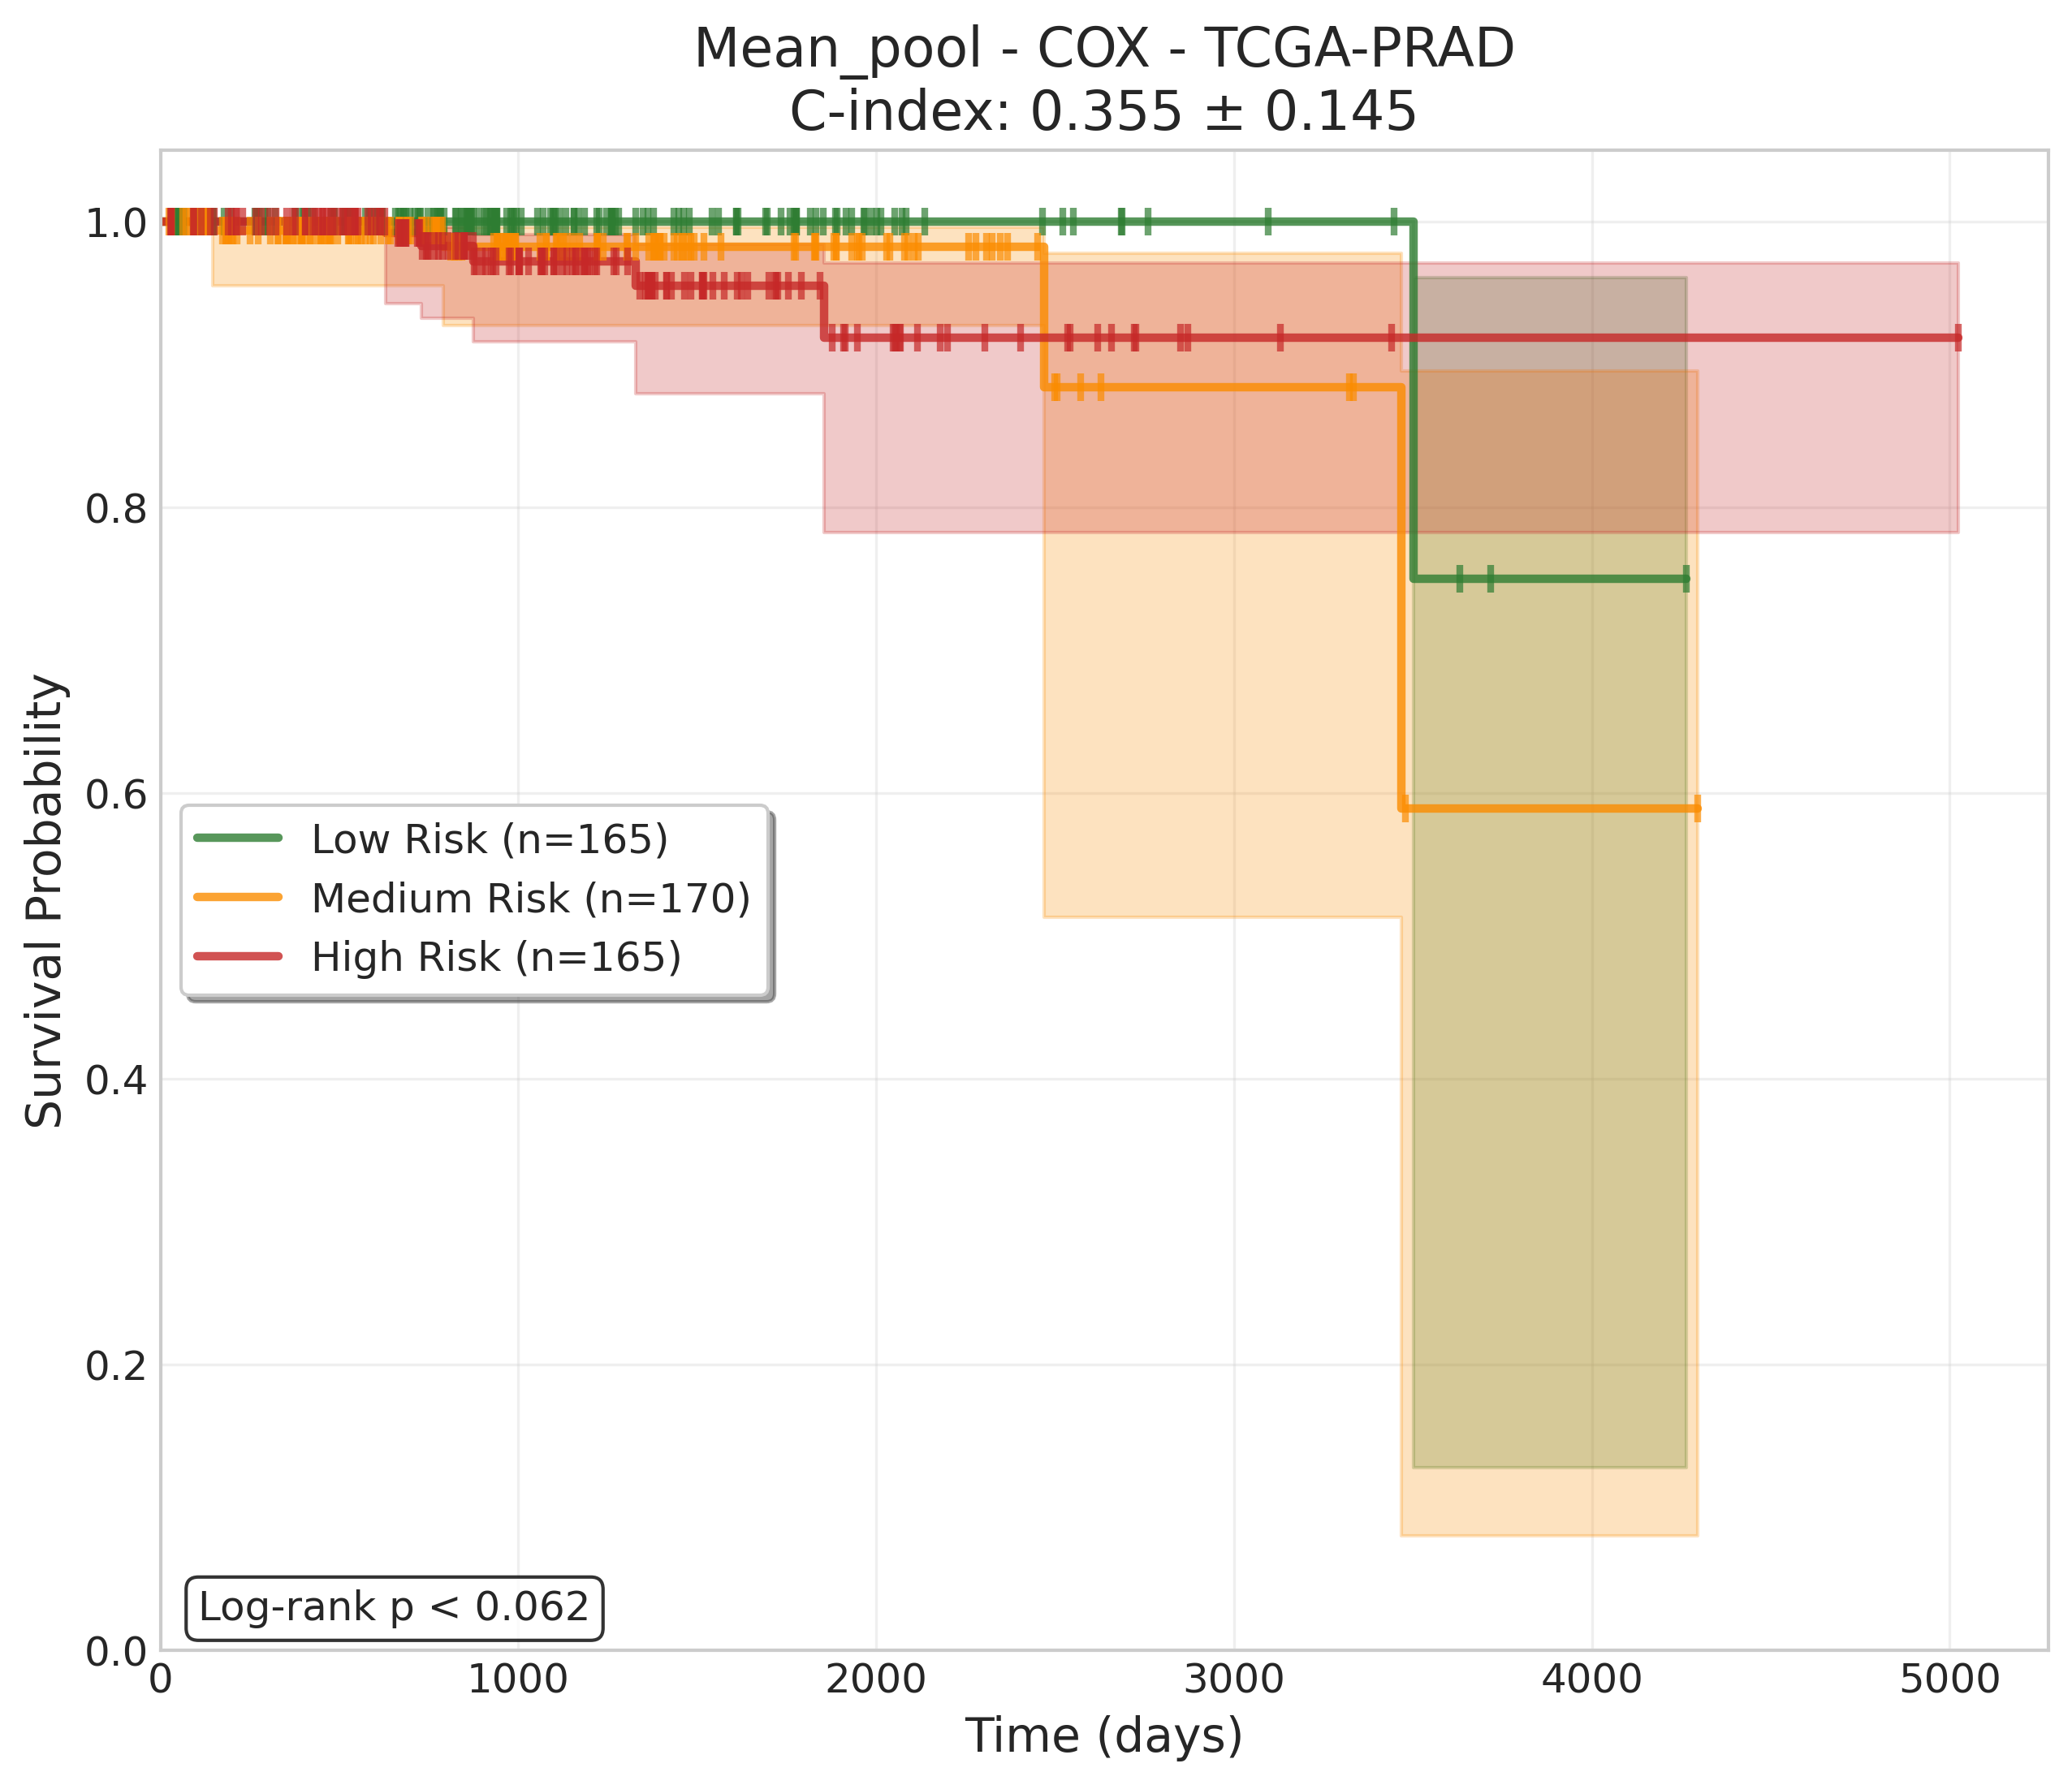 Mean_pool - COX - TCGA-PRAD
C-index: 0.355 ± 0.145
Survival Probability
1.0
0.8
0.6
0.4
0.2
0.0
Low Risk (n=165)
Medium Risk (n=170)
High Risk (n=165)
Log-rank p < 0.062
0
1000
2000
3000
4000
5000
Time (days)